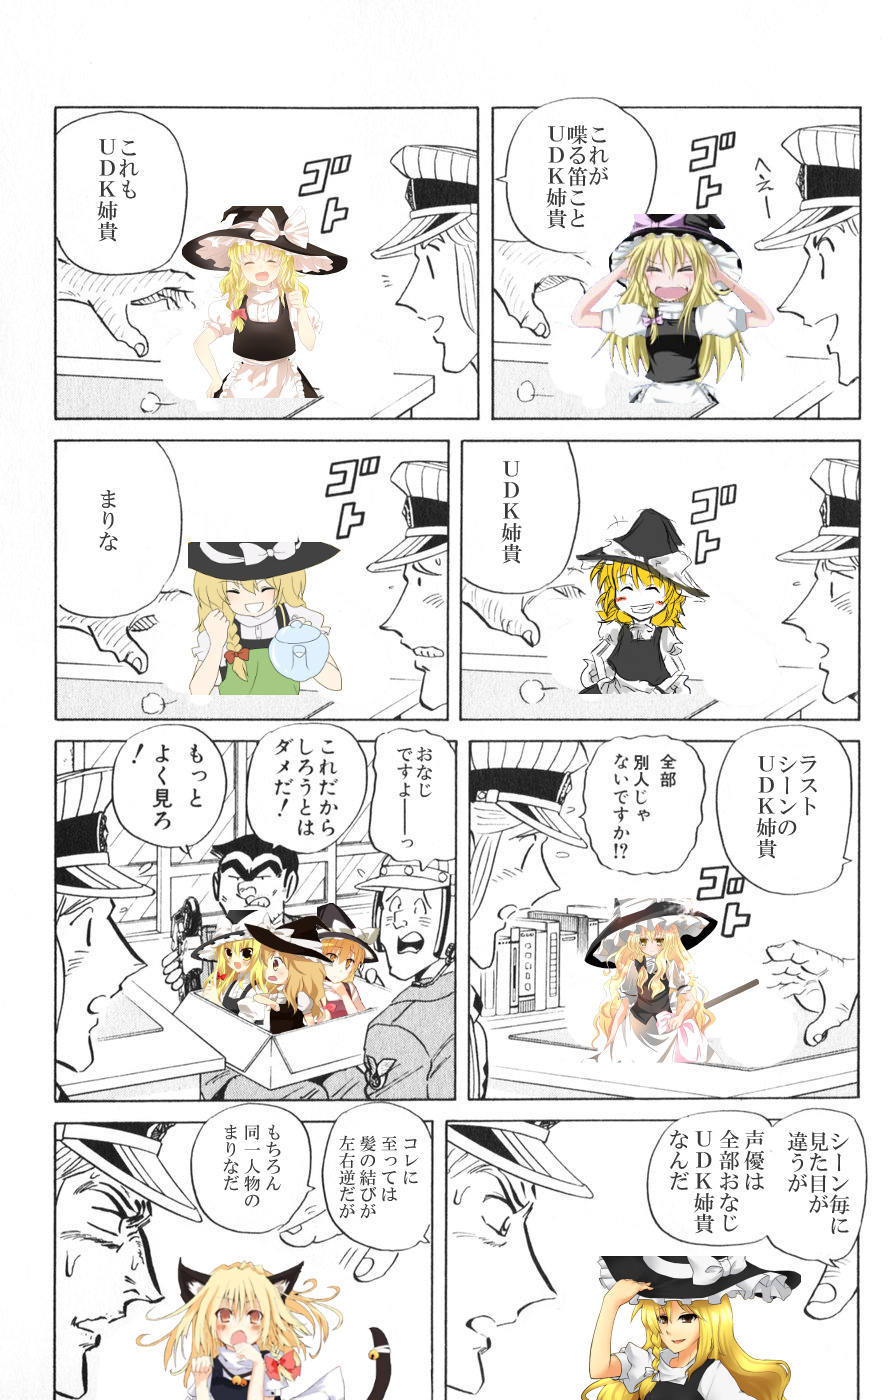 これが
喋る笛こと
UDK姉貴
ゴト
へえー
これも
UDK姉貴
ゴト
UDK姉貴
ゴト
まりな
ゴト
ラスト
シーンの
UDK姉貴
全部
別人じゃ
ないですか!?
ゴト
おなじ
ですよ――っ
これだから
しろうとは
ダメだ!
もっと
よく見ろ
!
シーン毎に
見た目が
違うが
声優は
全部おなじ
UDK姉貴
なんだ
コレに
至っては
髪の結びが
左右逆だが
もちろん
同一人物の
まりなだ